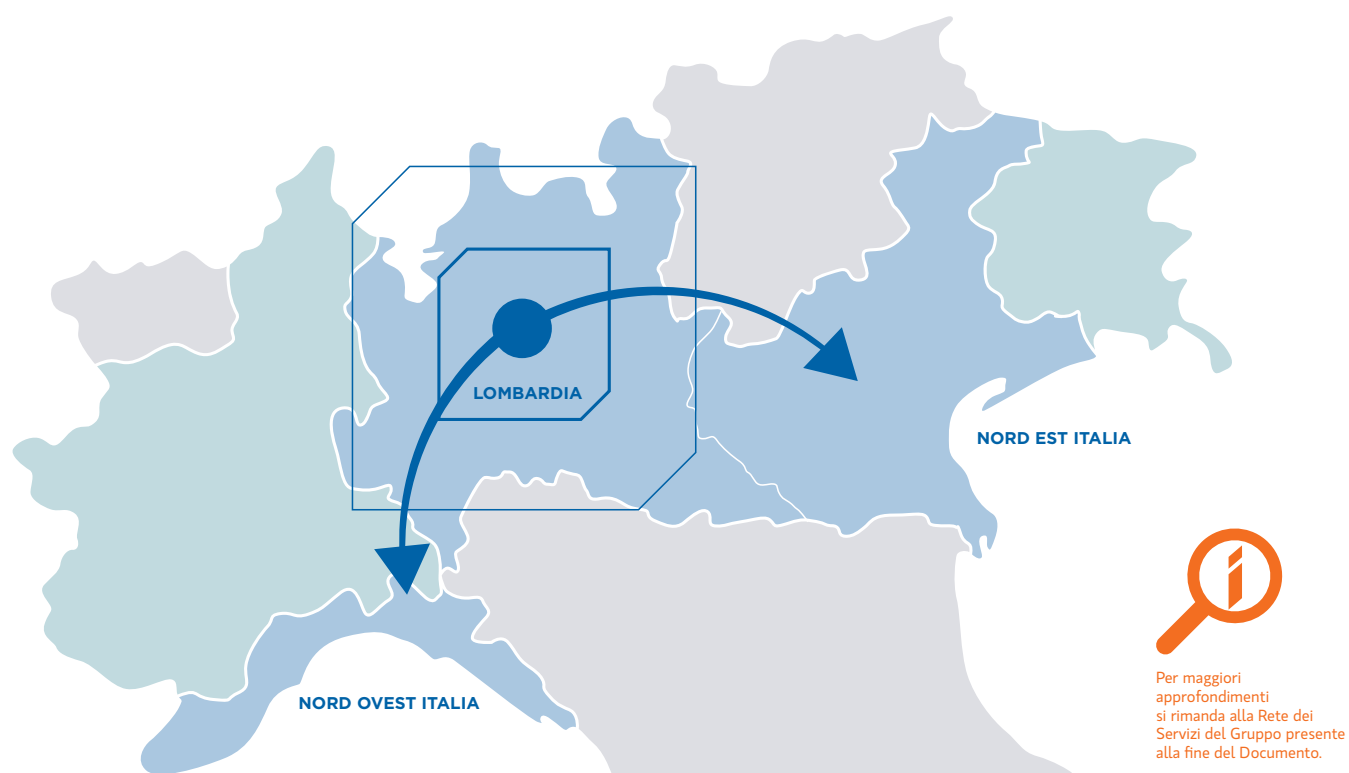 LOMBARDIA
NORD EST ITALIA
NORD OVEST ITALIA
Per maggiori
approfondimenti
si rimanda alla Rete dei
Servizi del Gruppo presente
alla fine del Documento.